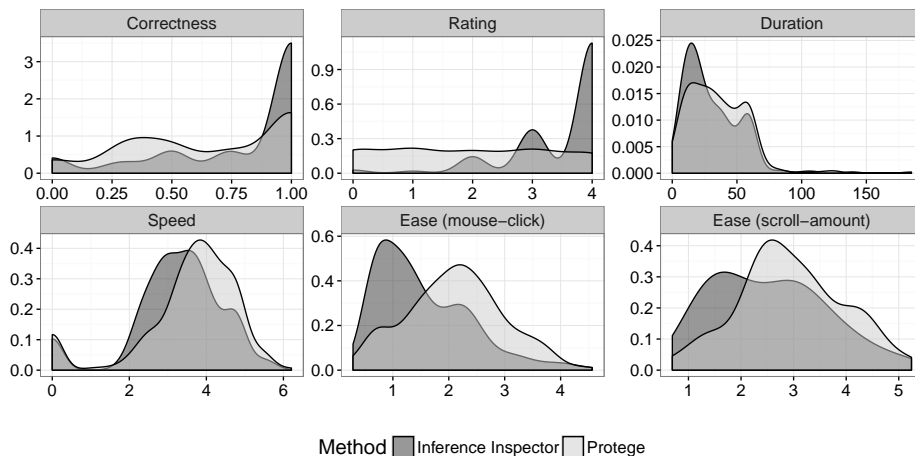 Correctness
Rating
Duration
3
2
1
0
0.00 0.25 0.50 0.75 1.00
0.9
0.6
0.3
0.0
0 1 2 3 4
0.025
0.020
0.015
0.010
0.005
0.000
0 50 100 150
Speed
Ease (mouse−click)
Ease (scroll−amount)
0.4
0.3
0.2
0.1
0.0
0 2 4 6
0.6
0.4
0.2
0.0
1 2 3 4
0.4
0.3
0.2
0.1
0.0
1 2 3 4 5
Method Inference Inspector Protege